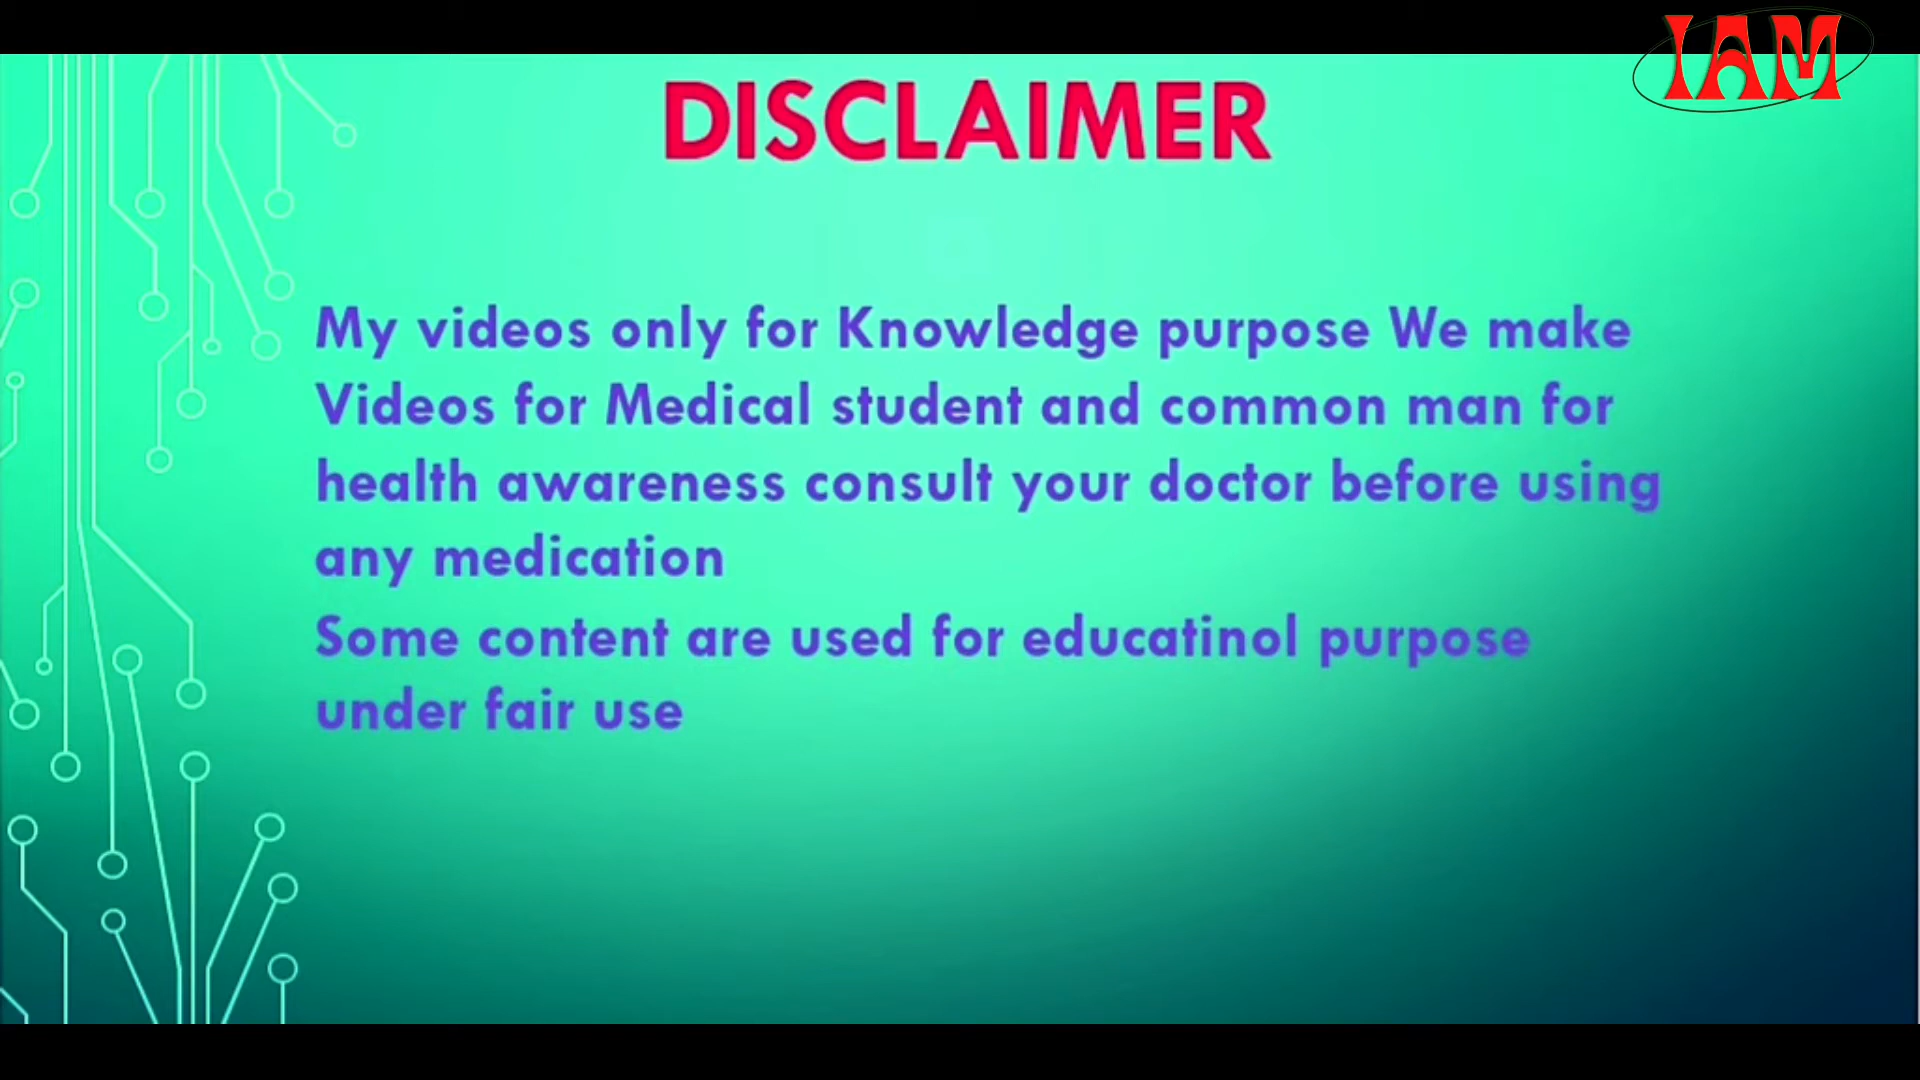 IAM
DISCLAIMER
My videos only for Knowledge purpose We make
Videos for Medical student and common man for
health awareness consult your doctor before using
any medication
Some content are used for educatinol purpose
under fair use